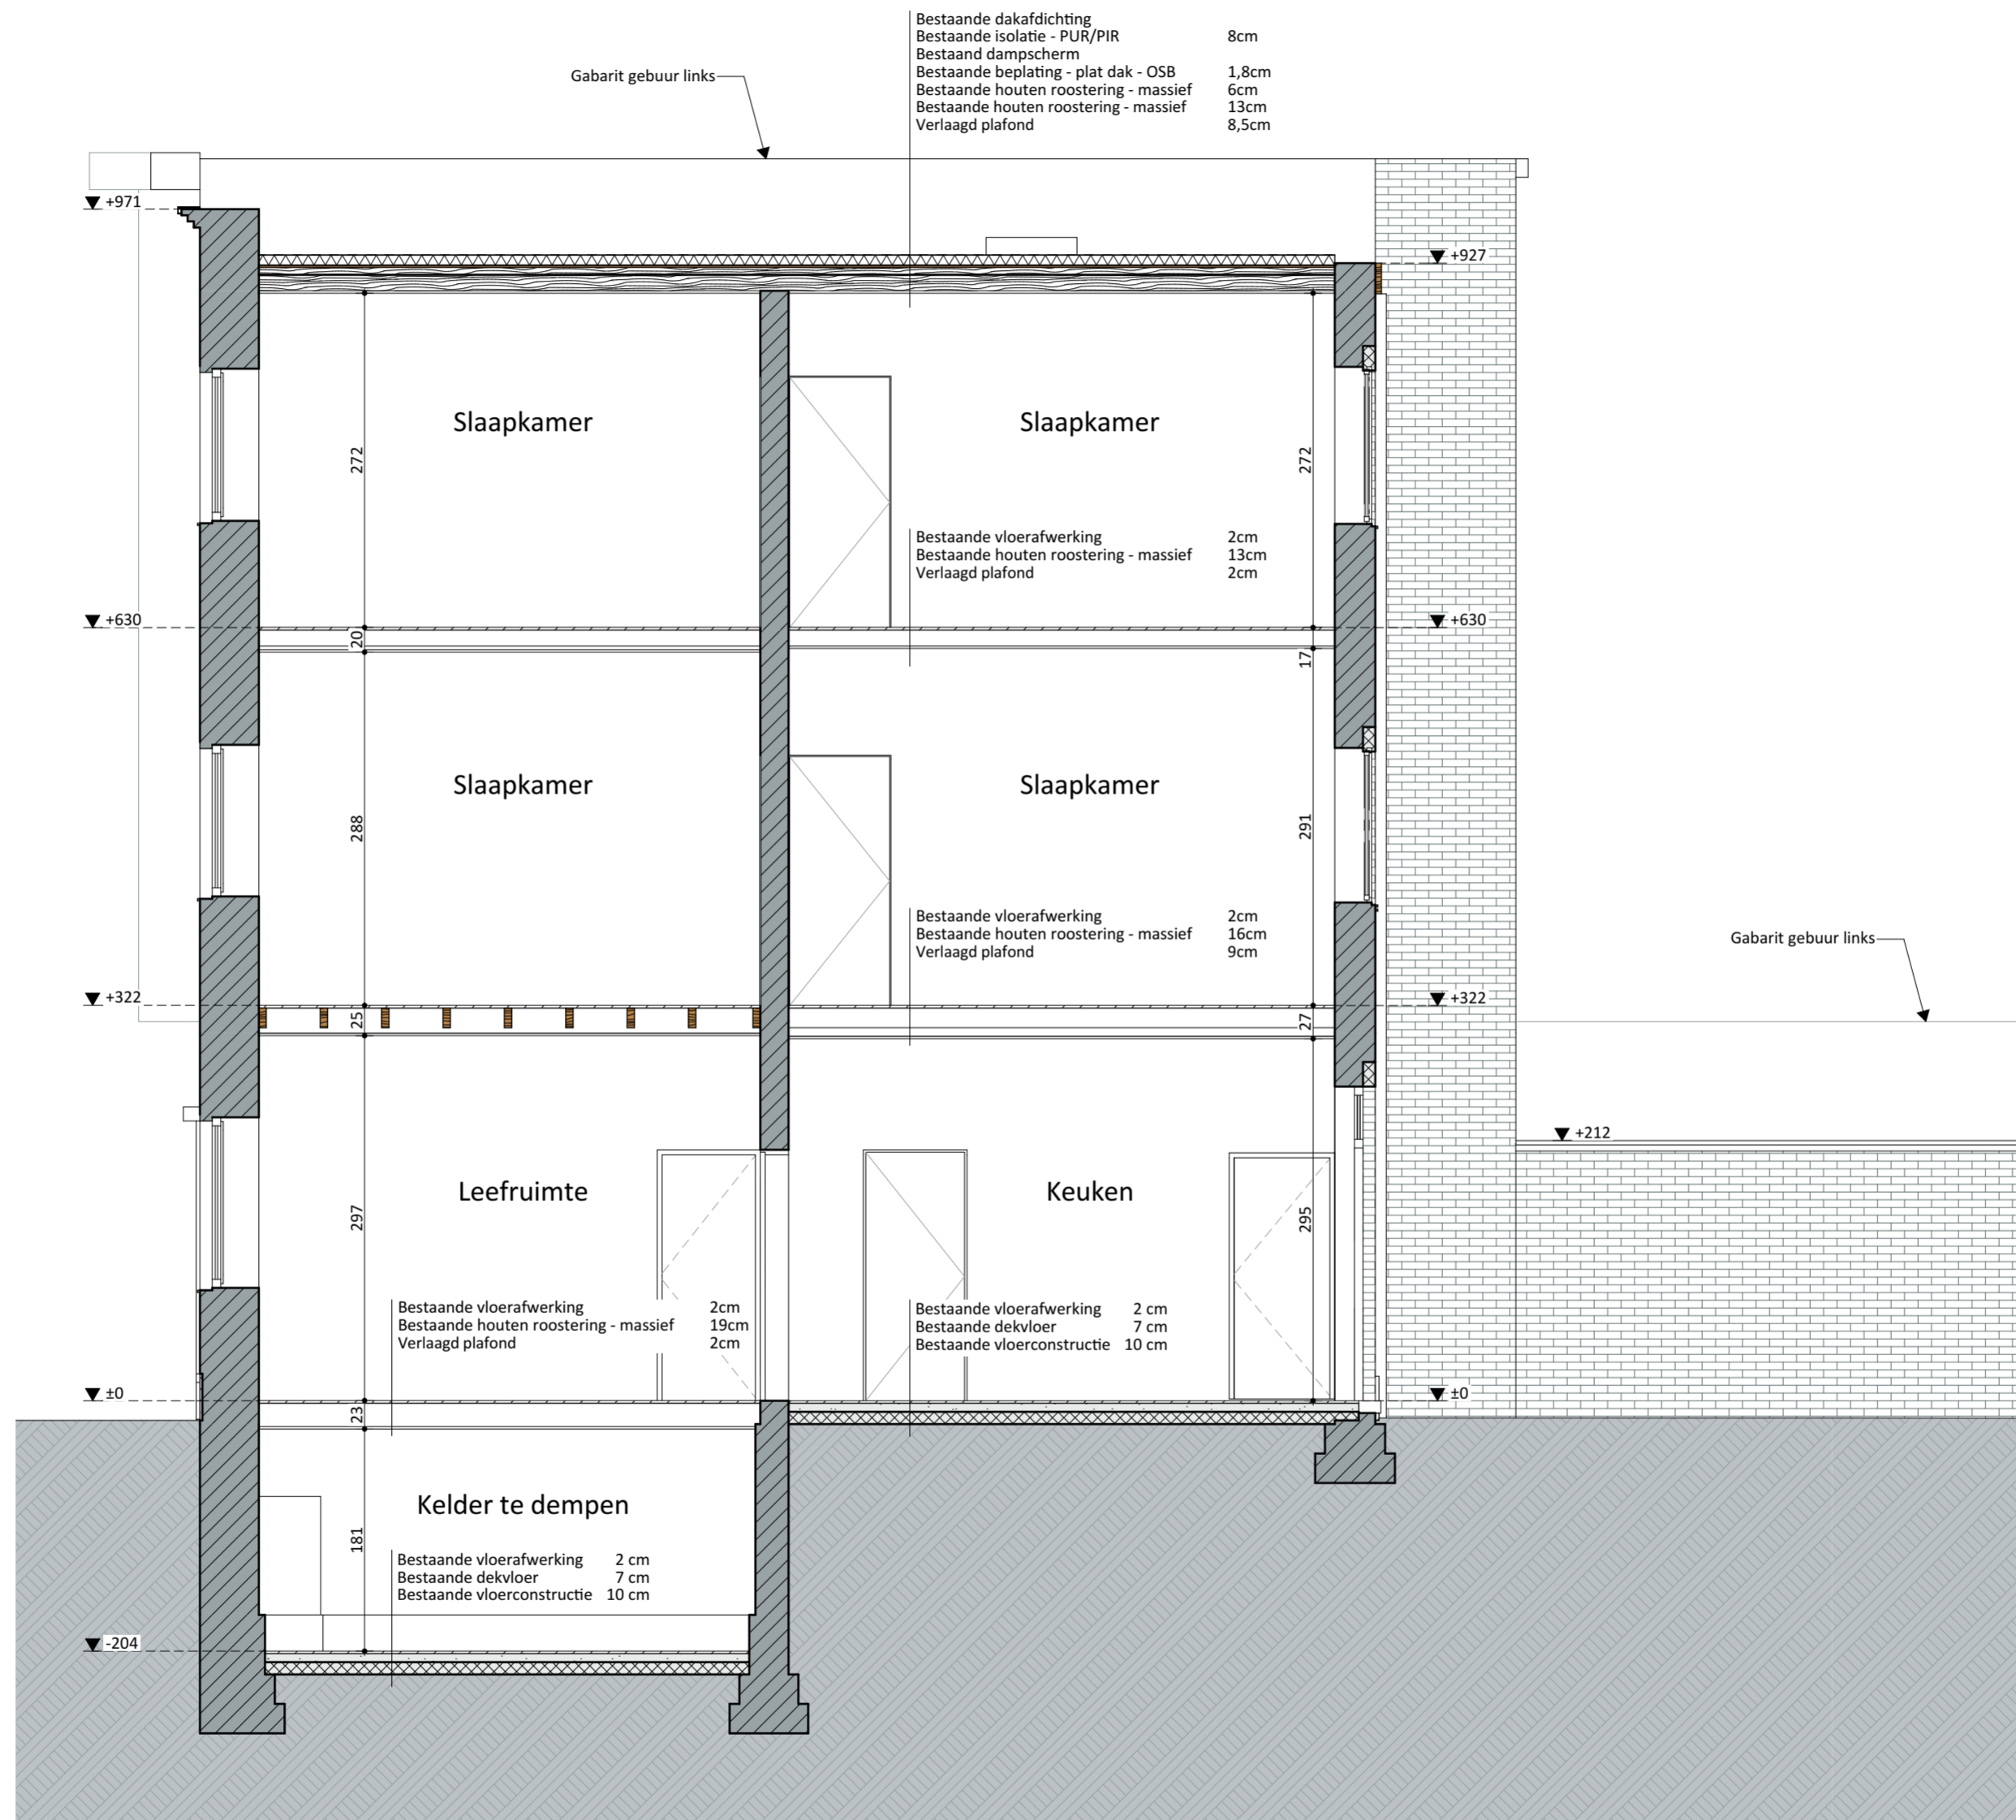 Bestaande dakafdichting
Bestaande isolatie - PUR/PIR 8cm
Bestaand dampscherm
Bestaande beplating - plat dak - OSB 1,8cm
Bestaande houten roostering - massief 6cm
Bestaande houten roostering - massief 13cm
Verlaagd plafond 8,5cm
Gabarit gebuur links
+971
+927
Slaapkamer
Slaapkamer
272
272
Bestaande vloerafwerking 2cm
Bestaande houten roostering - massief 13cm
Verlaagd plafond 2cm
+630
+630
20
17
Slaapkamer
Slaapkamer
288
291
Bestaande vloerafwerking 2cm
Bestaande houten roostering - massief 16cm
Verlaagd plafond 9cm
Gabarit gebuur links
+322
+322
25
27
+212
Leefruimte
Keuken
297
295
Bestaande vloerafwerking 2cm
Bestaande houten roostering - massief 19cm
Verlaagd plafond 2cm
Bestaande vloerafwerking 2 cm
Bestaande dekvloer 7 cm
Bestaande vloerconstructie 10 cm
±0
±0
23
Kelder te dempen
181
Bestaande vloerafwerking 2 cm
Bestaande dekvloer 7 cm
Bestaande vloerconstructie 10 cm
-204